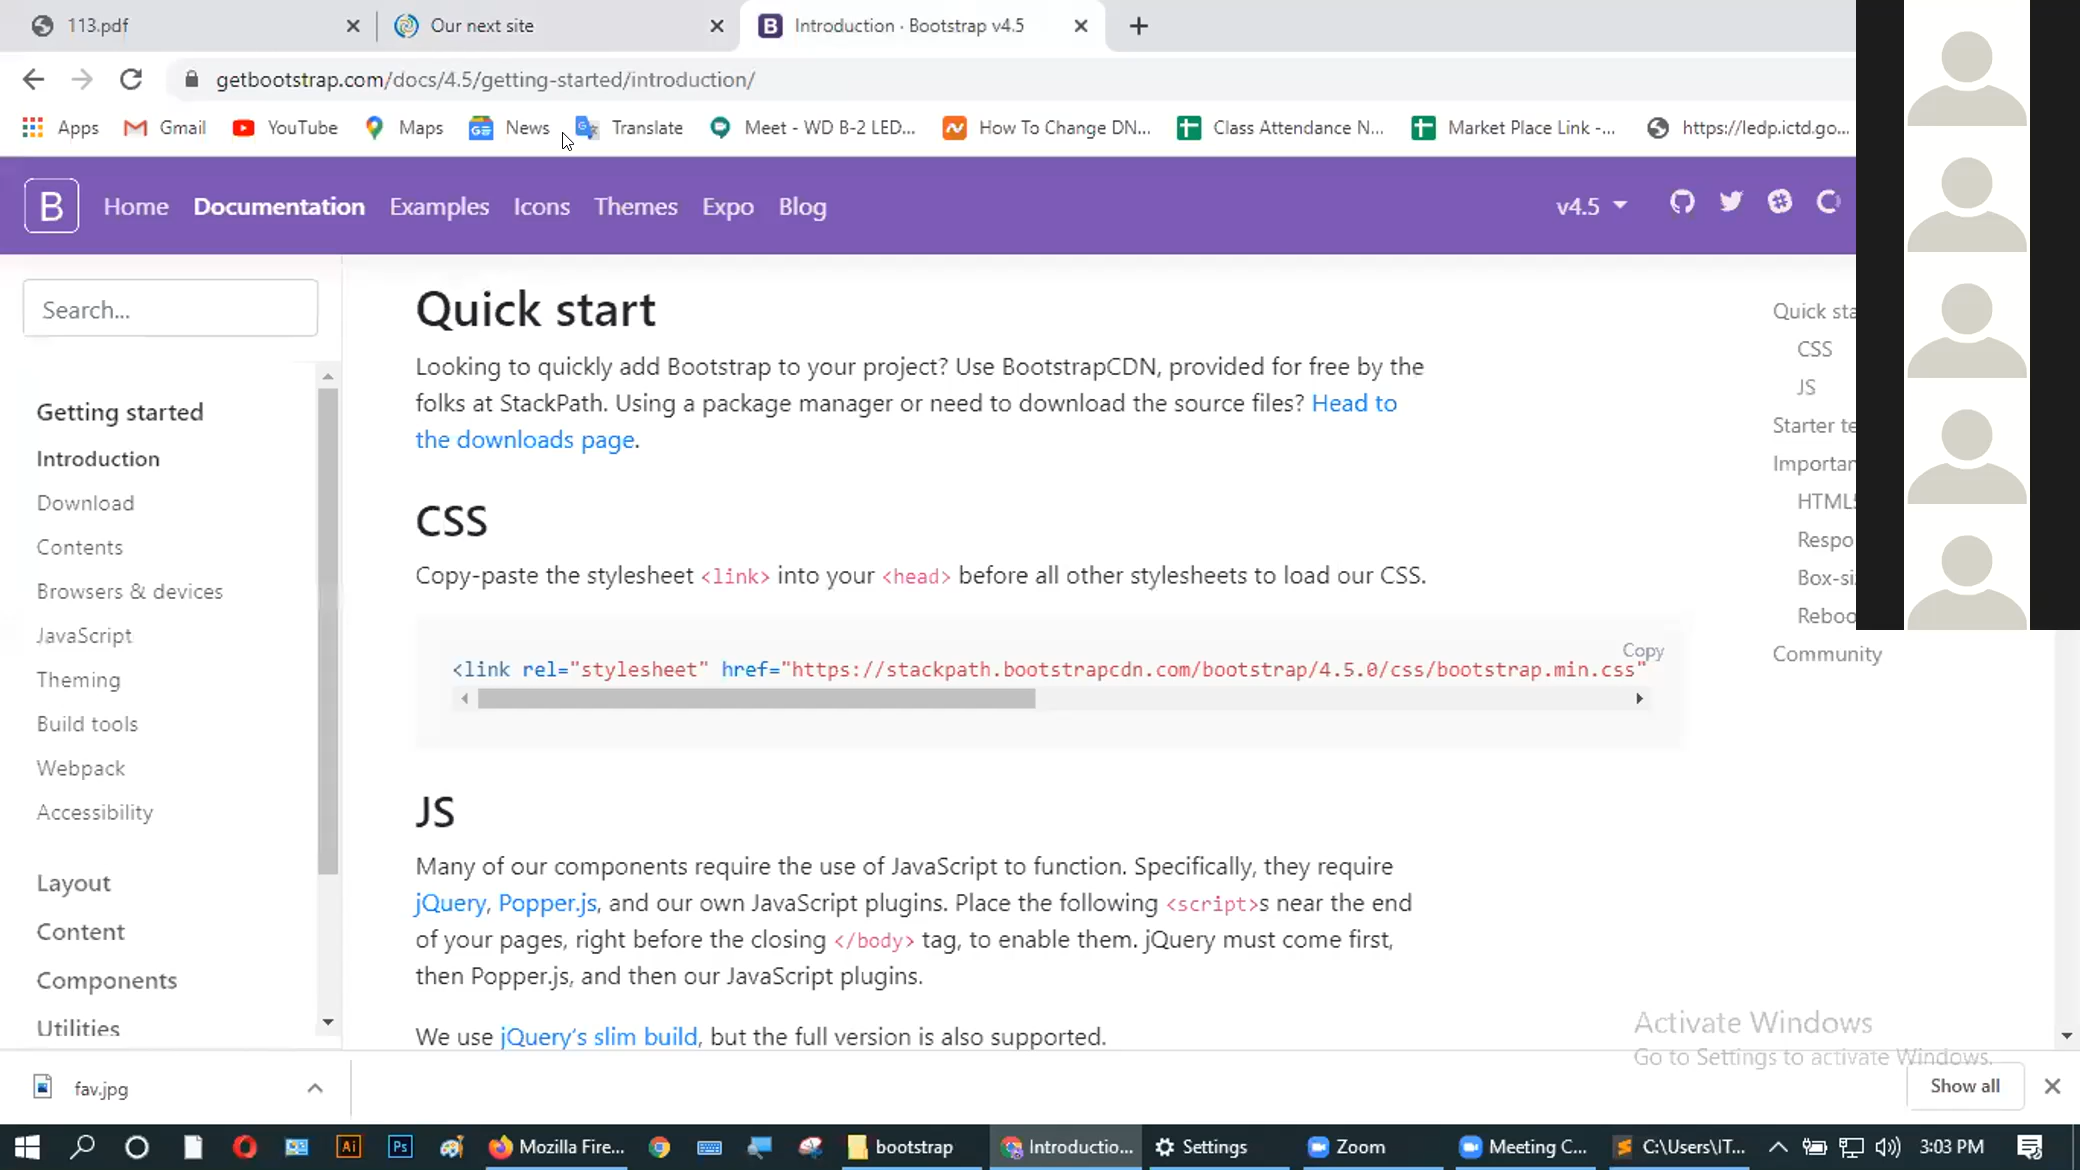 113.pdf
Our next site
Introduction · Bootstrap v4.5
getbootstrap.com/docs/4.5/getting-started/introduction/
Apps
Gmail
YouTube
Maps
News
Translate
Meet - WD B-2 LED...
How To Change DN...
Class Attendance N...
Market Place Link -...
https://ledp.ictd.go...
B
Home
Documentation
Examples
Icons
Themes
Expo
Blog
v4.5
Search...
Getting started
Introduction
Download
Contents
Browsers & devices
JavaScript
Theming
Build tools
Webpack
Accessibility
Layout
Content
Components
Utilities
Quick start
Looking to quickly add Bootstrap to your project? Use BootstrapCDN, provided for free by the
folks at StackPath. Using a package manager or need to download the source files? Head to
the downloads page.
CSS
Copy-paste the stylesheet <link> into your <head> before all other stylesheets to load our CSS.
Copy
<link rel="stylesheet" href="https://stackpath.bootstrapcdn.com/bootstrap/4.5.0/css/bootstrap.min.css"
JS
Many of our components require the use of JavaScript to function. Specifically, they require
jQuery, Popper.js, and our own JavaScript plugins. Place the following <script>s near the end
of your pages, right before the closing </body> tag, to enable them. jQuery must come first,
then Popper.js, and then our JavaScript plugins.
We use jQuery's slim build, but the full version is also supported.
Quick sta
CSS
JS
Starter te
Importan
HTML5
Respo
Box-si
Reboo
Community
Activate Windows
Go to Settings to activate Windows.
fav.jpg
Show all
Ai
Ps
Mozilla Fire...
bootstrap
Introductio...
Settings
Zoom
Meeting C...
C:\Users\IT...
3:03 PM